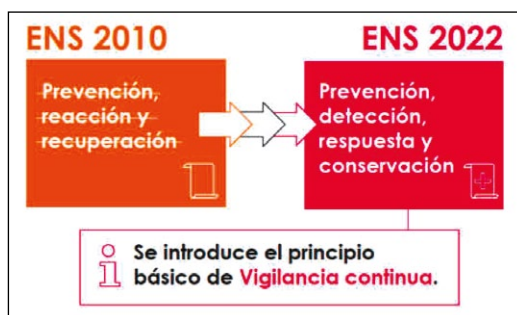 ENS 2010
ENS 2022
Prevención,
reacción y
recuperación
Prevención,
detección,
respuesta y
conservación
Se introduce el principio
básico de Vigilancia continua.